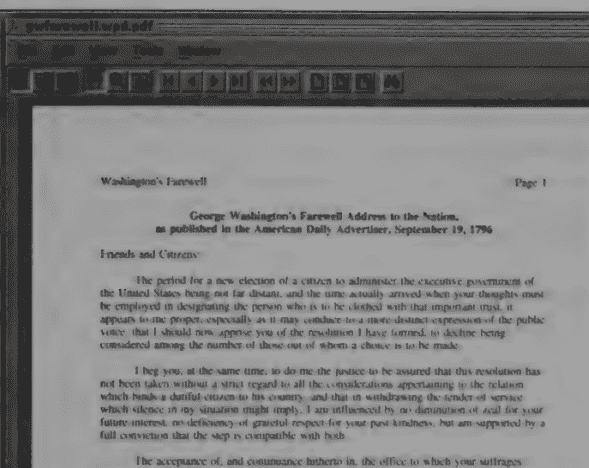 gwfarewell.wpd.pdf
Washington's Farewell
Page 1
George Washington's Farewell Address to the Nation,
as published in the American Daily Advertiser, September 19, 1796
Friends and Citizens:
The period for a new election of a citizen to administer the executive government of
the United States being not far distant, and the time actually arrived when your thoughts must
be employed in designating the person who is to be clothed with that important trust, it
appears to me proper, especially as it may conduce to a more distinct expression of the public
voice, that I should now apprise you of the resolution I have formed, to decline being
considered among the number of those out of whom a choice is to be made.
I beg you, at the same time, to do me the justice to be assured that this resolution has
not been taken without a strict regard to all the considerations appertaining to the relation
which binds a dutiful citizen to his country; and that in withdrawing the tender of service
which silence in my situation might imply, I am influenced by no diminution of zeal for your
future interest, no deficiency of grateful respect for your past kindness, but am supported by a
full conviction that the step is compatible with both.
The acceptance of, and continuance hitherto in, the office to which your suffrages